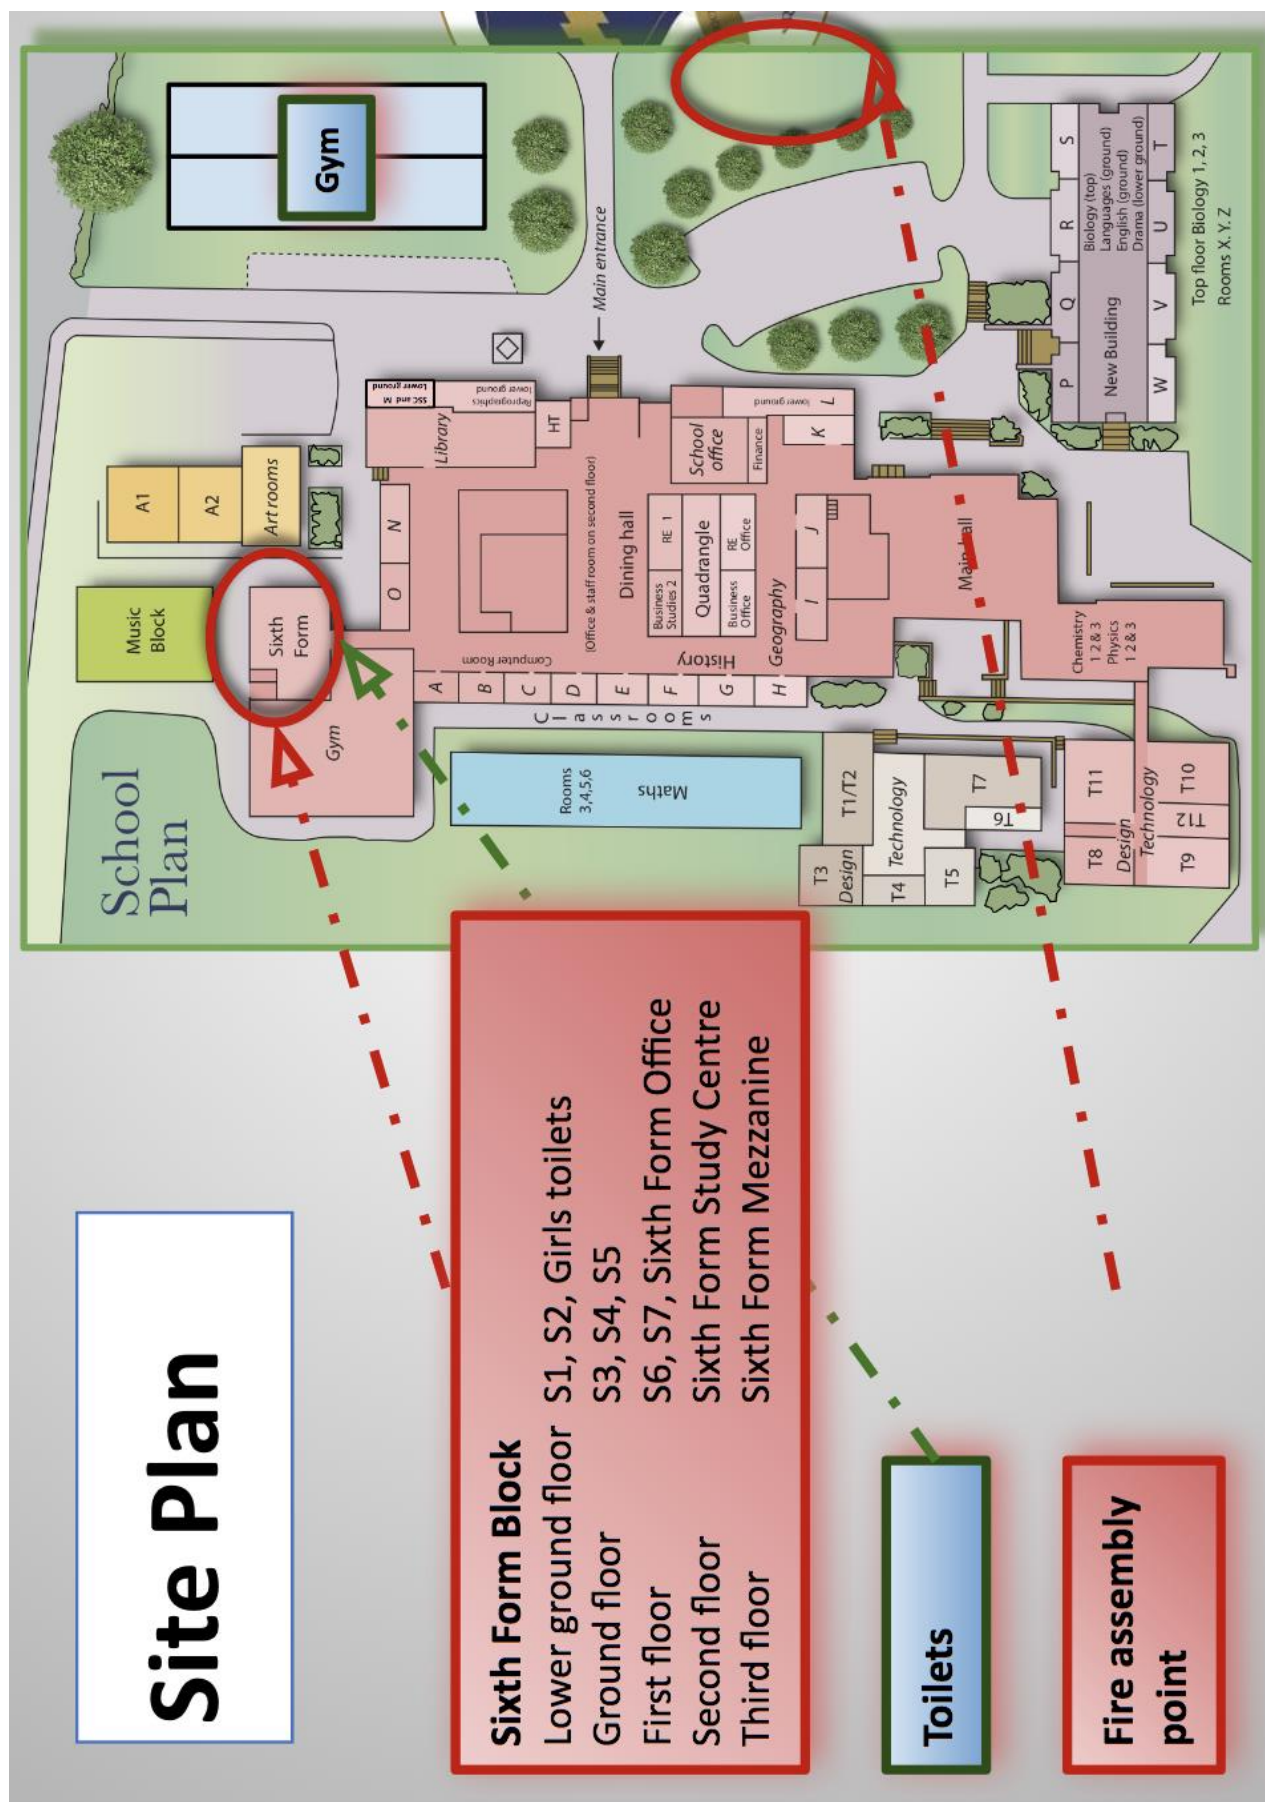 Site Plan
Sixth Form Block
Lower ground floor S1, S2, Girls toilets
Ground floor S3, S4, S5
First floor S6, S7, Sixth Form Office
Second floor Sixth Form Study Centre
Third floor Sixth Form Mezzanine
Toilets
Fire assembly
point
School
Plan
Music
Block
A1
A2
Art rooms
Sixth
Form
Gym
Gym
O
N
Library
SSC and M
Lower ground
Reprographics
lower ground
HT
Main entrance
Computer Room
(Office & staff room on second floor)
Dining hall
A
B
C
D
E
F
G
H
Classrooms
History
Geography
Business
Studies 2
RE 1
Quadrangle
Business
Office
RE
Office
School
office
Finance
lower ground
K
L
I
J
Rooms
3,4,5,6
Maths
Main hall
Chemistry
1 2 & 3
Physics
1 2 & 3
T1/T2
T3
Design
Technology
T4
T5
T6
T7
T8
T11
Design
Technology
T9
T12
T10
P
Q
R
S
New Building
Biology (top)
Languages (ground)
English (ground)
Drama (lower ground)
W
V
U
T
Top floor Biology 1, 2, 3
Rooms X. Y. Z